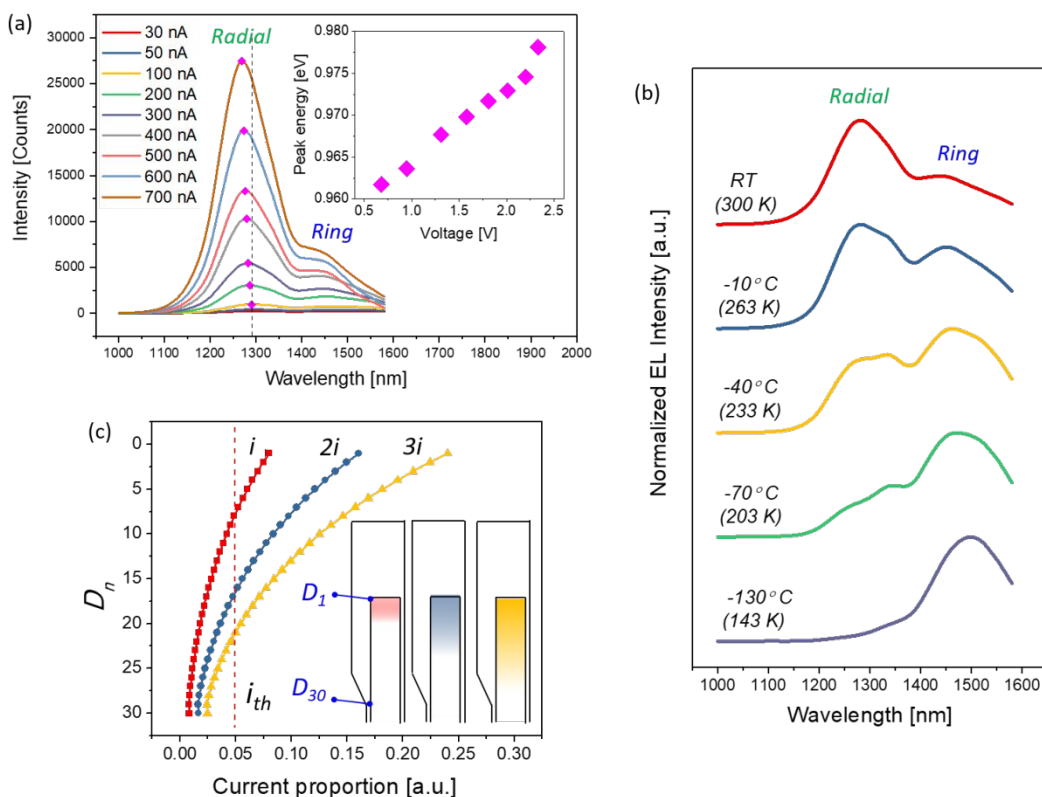 (a)
30 nA
50 nA
100 nA
200 nA
300 nA
400 nA
500 nA
600 nA
700 nA
Radial
Ring
Intensity [Counts]
30000
25000
20000
15000
10000
5000
0
1000 1100 1200 1300 1400 1500 1600 1700 1800 1900 2000
Wavelength [nm]
Peak energy [eV]
0.980
0.975
0.970
0.965
0.960
0.5 1.0 1.5 2.0 2.5
Voltage [V]
(b)
Radial
Ring
Normalized EL Intensity [a.u.]
RT
(300 K)
-10°C
(263 K)
-40°C
(233 K)
-70°C
(203 K)
-130°C
(143 K)
1000 1100 1200 1300 1400 1500 1600
Wavelength [nm]
(c)
Dn
0
5
10
15
20
25
30
i 2i 3i
ith
D1
D30
0.00 0.05 0.10 0.15 0.20 0.25 0.30
Current proportion [a.u.]